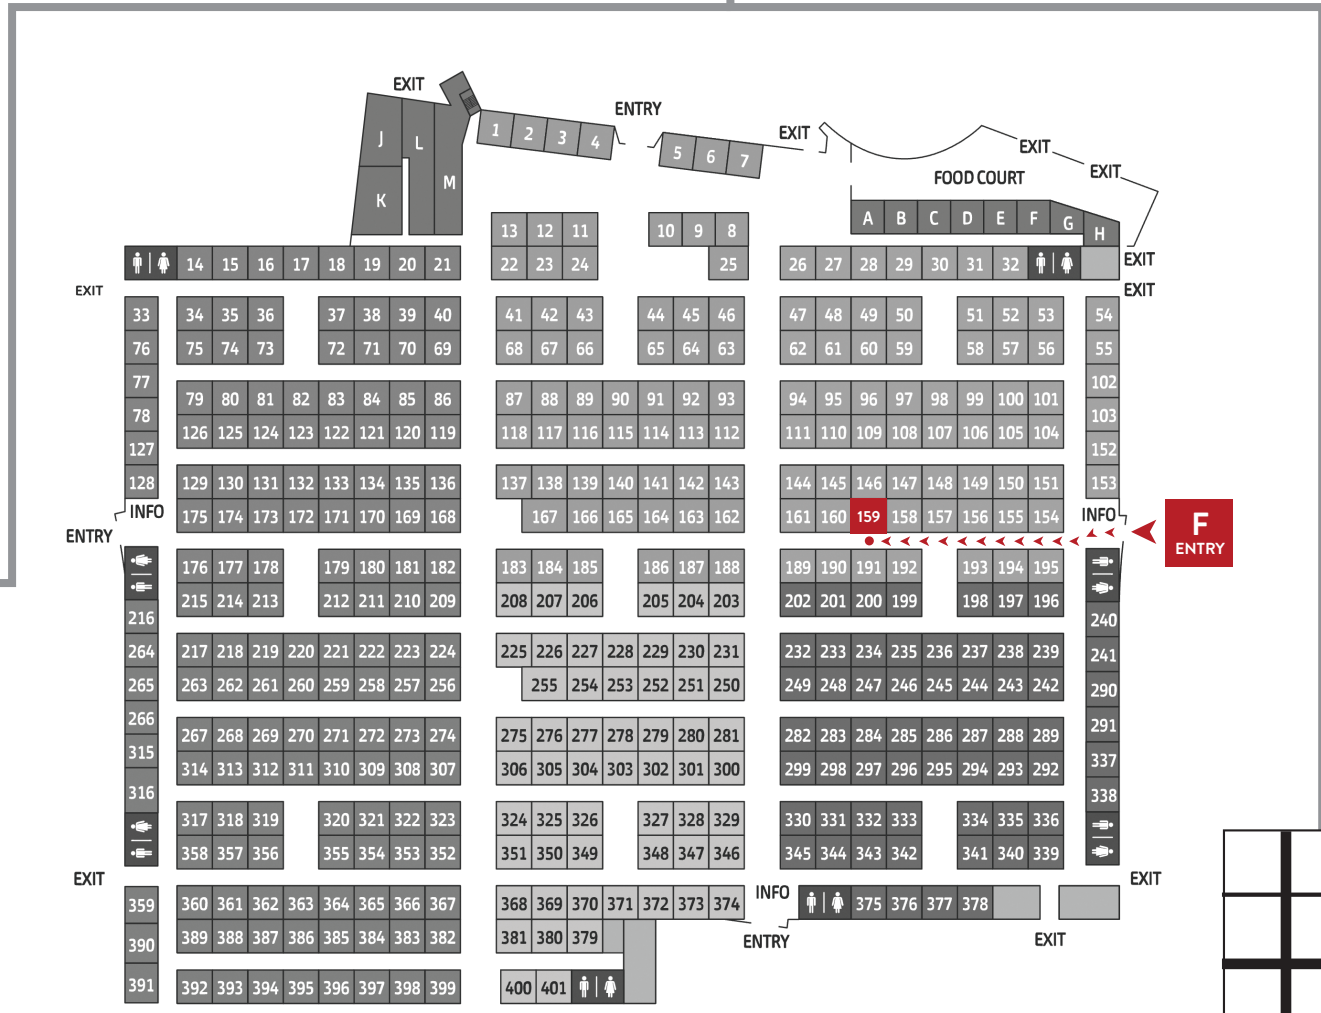 EXIT
ENTRY
EXIT
EXIT
EXIT
J L M K
1 2 3 4
5 6 7
FOOD COURT
A B C D E F G H
13 12 11
10 9 8
14 15 16 17 18 19 20 21
22 23 24
25
26 27 28 29 30 31 32
EXIT
EXIT
EXIT
33 34 35 36 37 38 39 40 41 42 43 44 45 46 47 48 49 50 51 52 53 54
76 75 74 73 72 71 70 69 68 67 66 65 64 63 62 61 60 59 58 57 56 55
77 102
79 80 81 82 83 84 85 86 87 88 89 90 91 92 93 94 95 96 97 98 99 100 101
78 103
126 125 124 123 122 121 120 119 118 117 116 115 114 113 112 111 110 109 108 107 106 105 104
127 152
128 129 130 131 132 133 134 135 136 137 138 139 140 141 142 143 144 145 146 147 148 149 150 151 153
INFO 175 174 173 172 171 170 169 168 167 166 165 164 163 162 161 160 159 158 157 156 155 154 INFO
ENTRY
F
ENTRY
176 177 178 179 180 181 182 183 184 185 186 187 188 189 190 191 192 193 194 195
215 214 213 212 211 210 209 208 207 206 205 204 203 202 201 200 199 198 197 196
216 240
264 217 218 219 220 221 222 223 224 225 226 227 228 229 230 231 232 233 234 235 236 237 238 239 241
265 263 262 261 260 259 258 257 256 255 254 253 252 251 250 249 248 247 246 245 244 243 242 290
266 291
267 268 269 270 271 272 273 274 275 276 277 278 279 280 281 282 283 284 285 286 287 288 289
315 337
314 313 312 311 310 309 308 307 306 305 304 303 302 301 300 299 298 297 296 295 294 293 292
316 338
317 318 319 320 321 322 323 324 325 326 327 328 329 330 331 332 333 334 335 336
358 357 356 355 354 353 352 351 350 349 348 347 346 345 344 343 342 341 340 339
EXIT
EXIT
359 360 361 362 363 364 365 366 367 368 369 370 371 372 373 374 INFO 375 376 377 378
390 389 388 387 386 385 384 383 382 381 380 379
ENTRY
EXIT
391 392 393 394 395 396 397 398 399 400 401